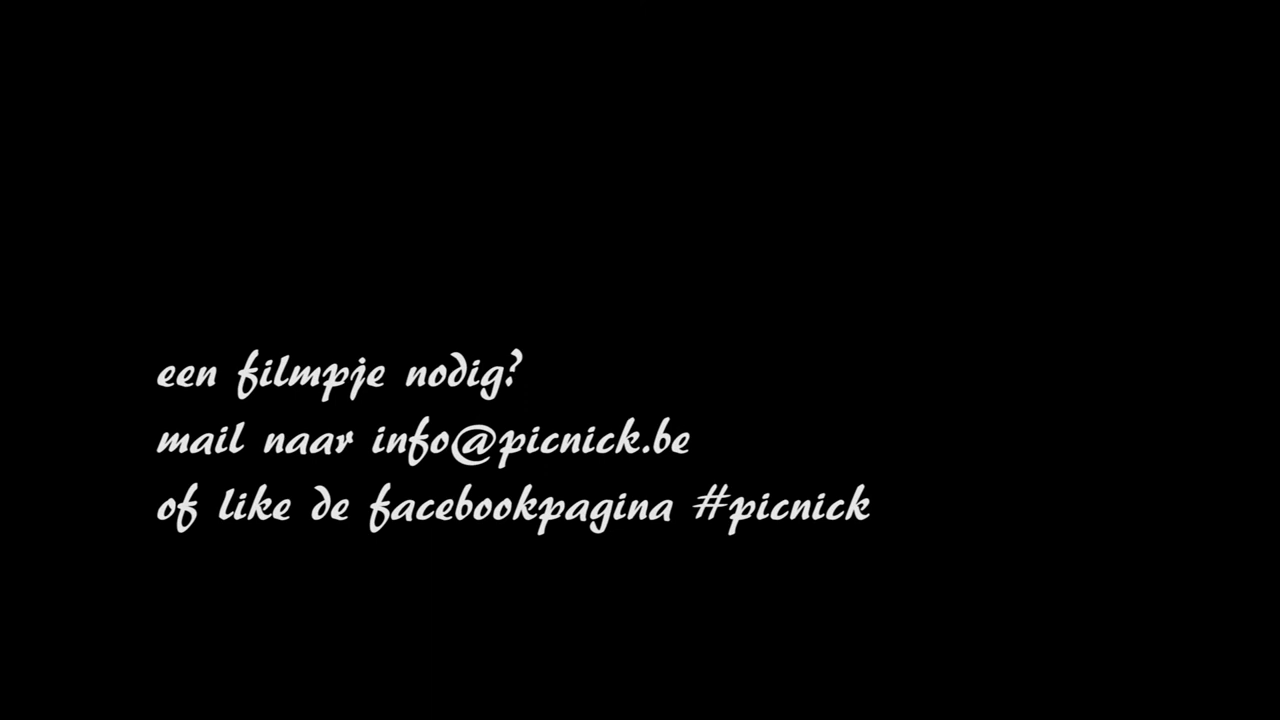 een filmpje nodig?
mail naar info@picnick.be
of like de facebookpagina #picnick